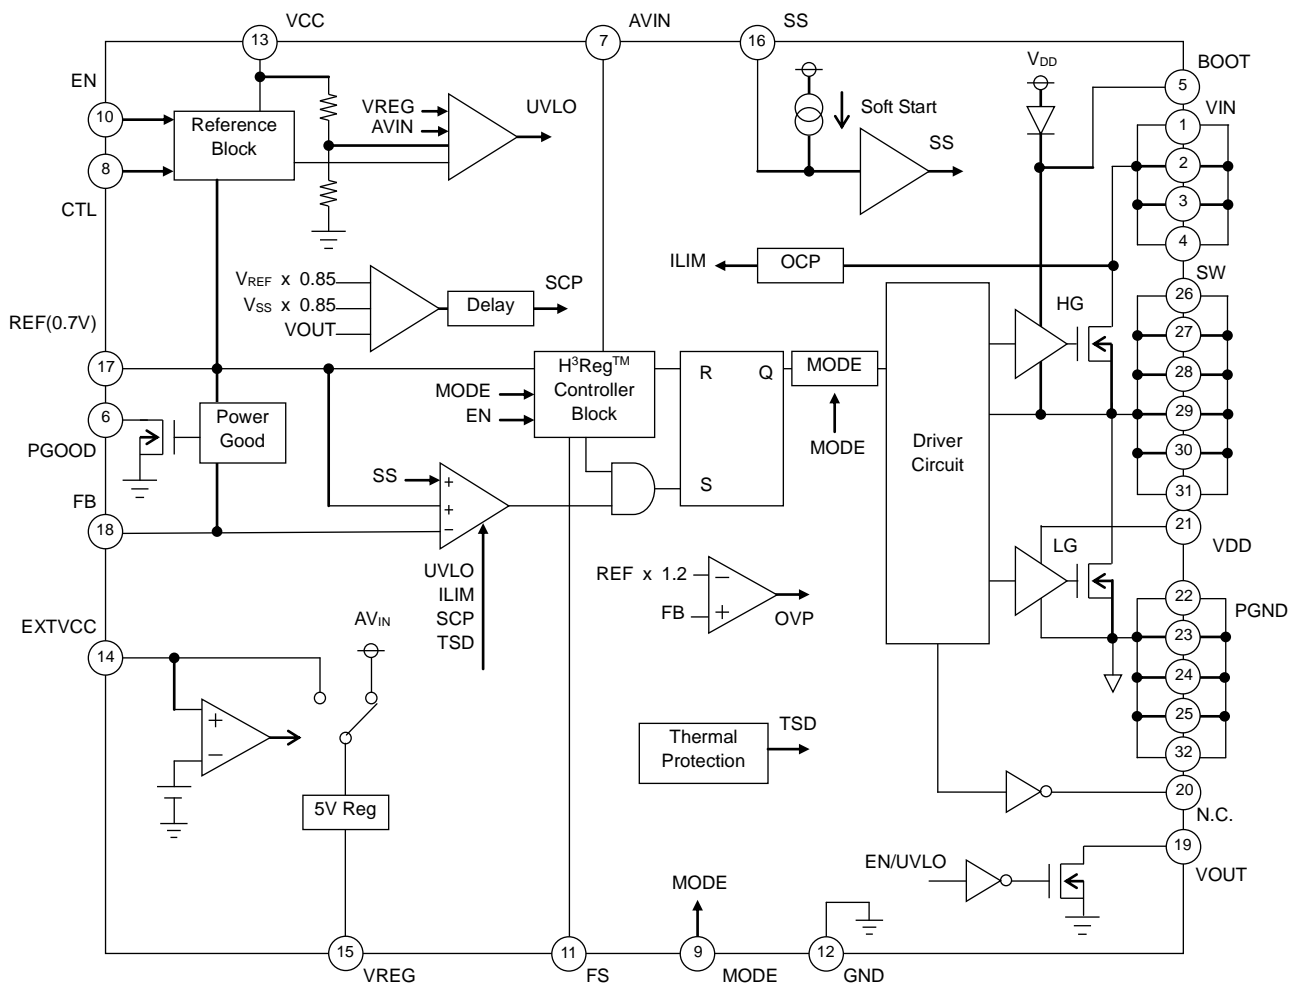 VCC
AVIN
SS
13
7
16
EN
VDD
BOOT
5
10
Reference
Block
VREG
AVIN
UVLO
Soft Start
VIN
1
SS
2
8
CTL
3
4
ILIM
OCP
SW
VREF x 0.85
VSS x 0.85
VOUT
SCP
Delay
26
HG
27
REF(0.7V)
17
H³Reg™
Controller
Block
MODE
EN
R
Q
S
MODE
MODE
28
29
30
31
6
PGOOD
Power
Good
Driver
Circuit
SS
+
+
−
FB
18
21
VDD
LG
UVLO
ILIM
SCP
TSD
REF x 1.2
FB
−
+
OVP
22
PGND
23
24
25
32
EXTVCC
14
AVIN
+
−
Thermal
Protection
TSD
5V Reg
20
N.C.
19
VOUT
EN/UVLO
MODE
15
VREG
11
FS
9
MODE
12
GND